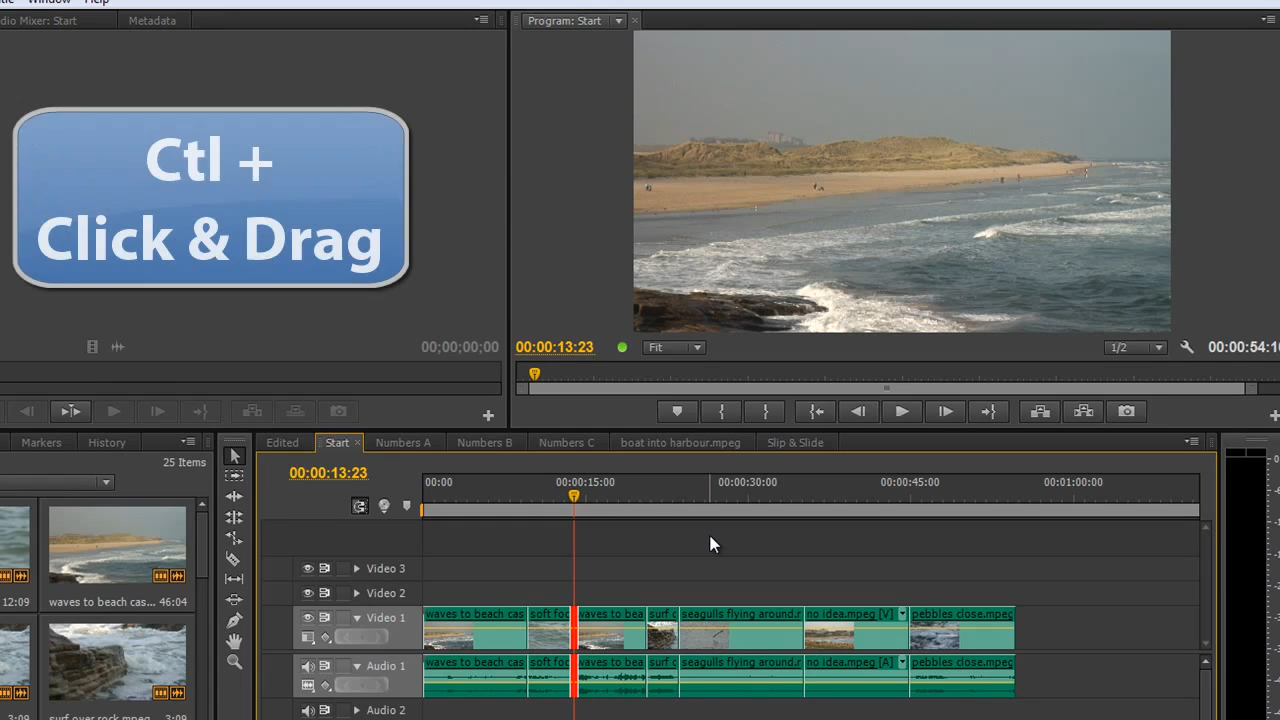 Window Help
dio Mixer: Start
Metadata
Program: Start
Ctl +
Click & Drag
00;00;00;00
00:00:13:23
Fit
1/2
00:00:54:10
Markers
History
Edited
Start
Numbers A
Numbers B
Numbers C
boat into harbour.mpeg
Slip & Slide
25 Items
00:00:13:23
00:00
00:00:15:00
00:00:30:00
00:00:45:00
00:01:00:00
12:09
waves to beach cas... 46:04
Video 3
Video 2
Video 1
waves to beach cas
soft foc
waves to bea
surf c
seagulls flying around.r
no idea.mpeg [V]
pebbles close.mpeg
Audio 1
waves to beach cas
soft foc
waves to bea
surf c
seagulls flying around.r
no idea.mpeg [A]
pebbles close.mpeg
Audio 2
3:09
surf over rock.mpeg
3:09